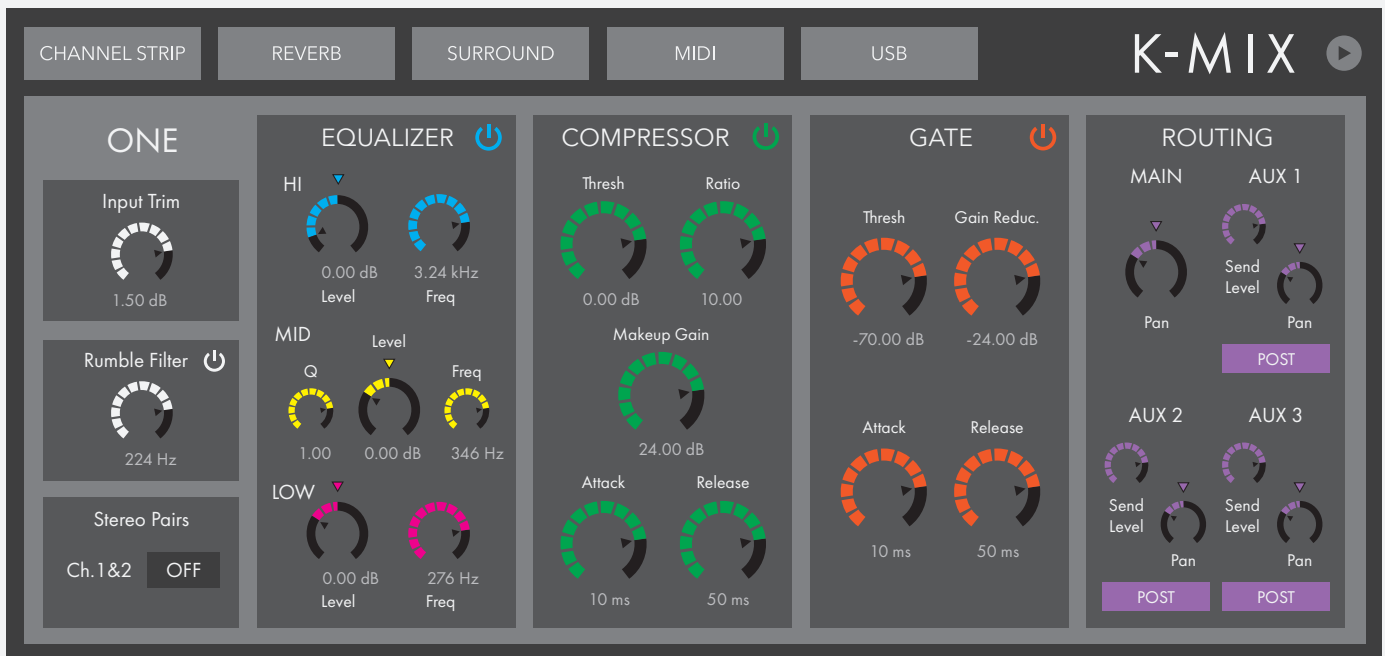 CHANNEL STRIP
REVERB
SURROUND
MIDI
USB
K-MIX
ONE
Input Trim
1.50 dB
Rumble Filter
224 Hz
Stereo Pairs
Ch.1&2
OFF
EQUALIZER
HI
0.00 dB
3.24 kHz
Level
Freq
MID
Level
Q
Freq
1.00
0.00 dB
346 Hz
LOW
0.00 dB
276 Hz
Level
Freq
COMPRESSOR
Thresh
Ratio
0.00 dB
10.00
Makeup Gain
24.00 dB
Attack
Release
10 ms
50 ms
GATE
Thresh
Gain Reduc.
-70.00 dB
-24.00 dB
Attack
Release
10 ms
50 ms
ROUTING
MAIN
Pan
AUX 1
Send
Level
Pan
POST
AUX 2
Send
Level
Pan
POST
AUX 3
Send
Level
Pan
POST